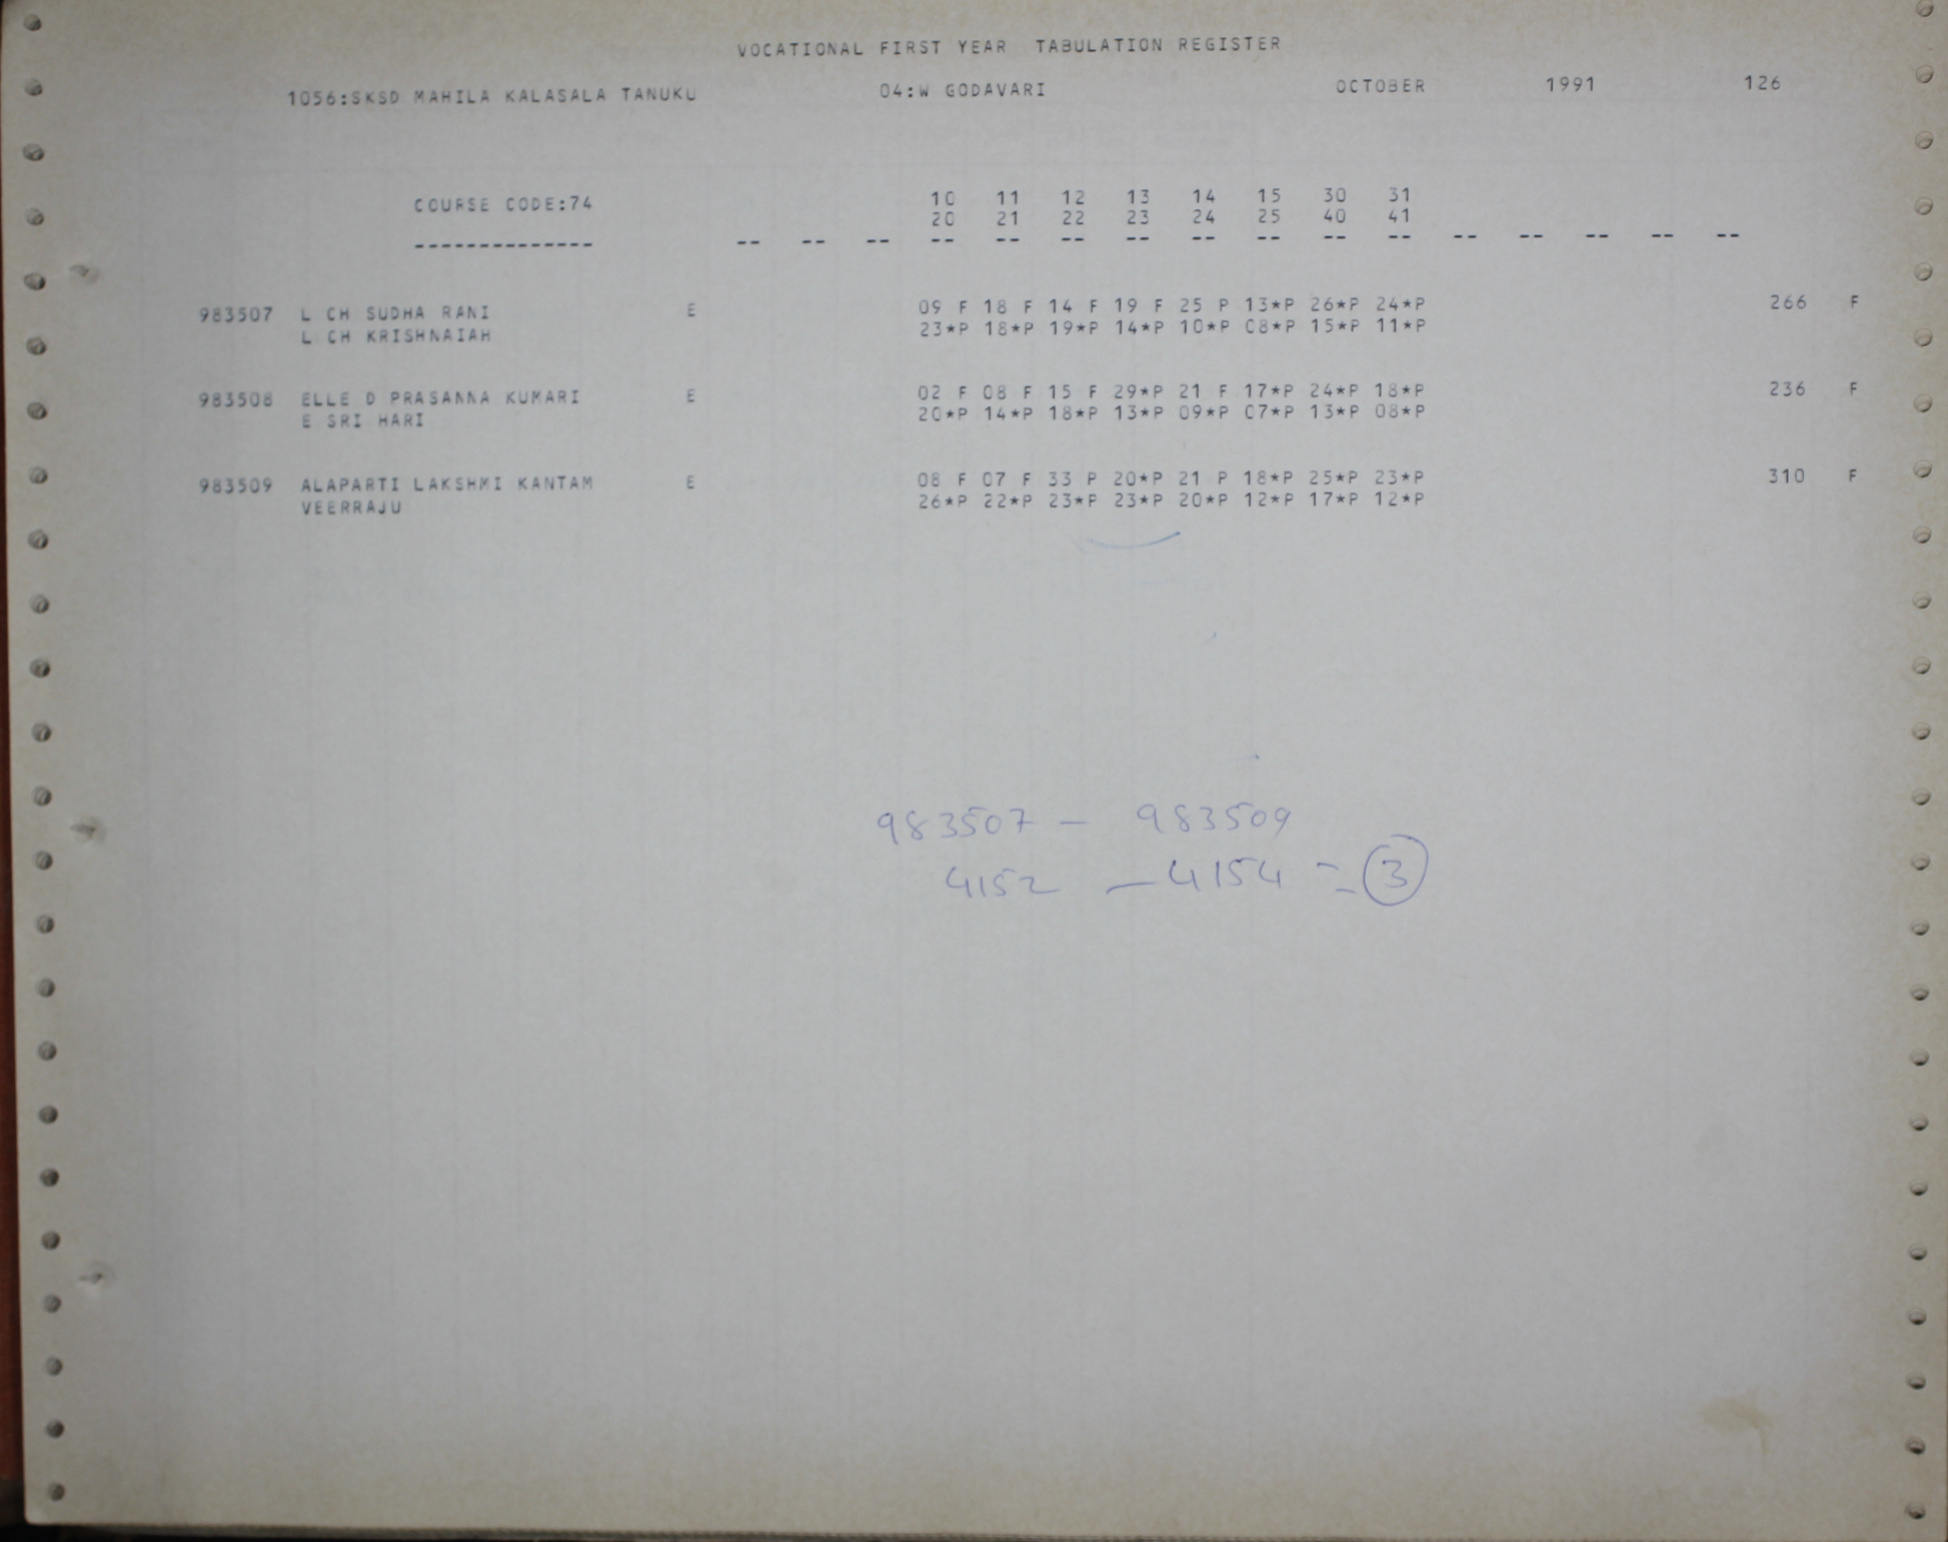 VOCATIONAL FIRST YEAR TABULATION REGISTER
1056:SKSD MAHILA KALASALA TANUKU 04:W GODAVARI OCTOBER 1991 126
COURSE CODE:74 10 11 12 13 14 15 30 31
20 21 22 23 24 25 40 41
-------------- -- -- -- -- -- -- -- -- -- -- -- -- -- -- -- --
983507 L CH SUDHA RANI E 09 F 18 F 14 F 19 F 25 P 13*P 26*P 24*P 266 F
L CH KRISHNAIAH 23*P 18*P 19*P 14*P 10*P 08*P 15*P 11*P
983508 ELLE D PRASANNA KUMARI E 02 F 08 F 15 F 29*P 21 F 17*P 24*P 18*P 236 F
E SRI HARI 20*P 14*P 18*P 13*P 09*P 07*P 13*P 08*P
983509 ALAPARTI LAKSHMI KANTAM E 08 F 07 F 33 P 20*P 21 P 18*P 25*P 23*P 310 F
VEERRAJU 26*P 22*P 23*P 23*P 20*P 12*P 17*P 12*P
983507 — 983509
4152 — 4154 = 3